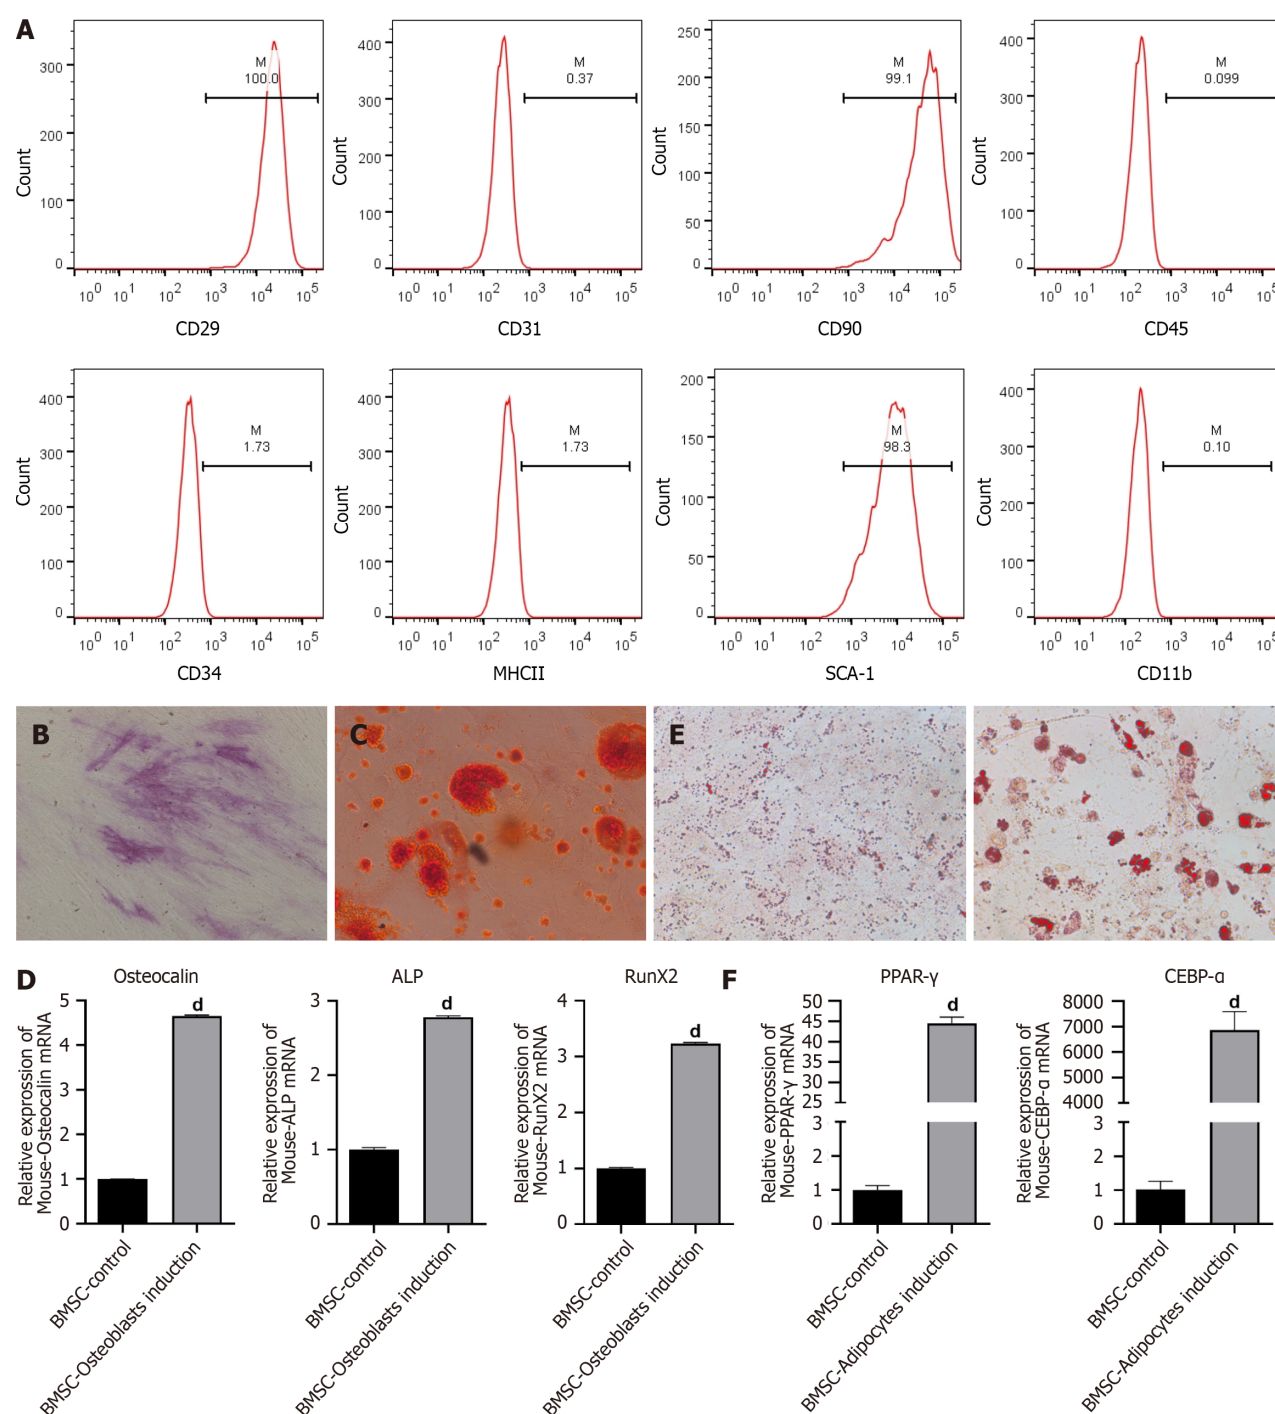 A
M
100.0
300
200
100
0
Count
10^0 10^1 10^2 10^3 10^4 10^5
CD29
M
0.37
400
300
200
100
0
Count
10^0 10^1 10^2 10^3 10^4 10^5
CD31
M
99.1
250
200
150
100
50
0
Count
10^0 10^1 10^2 10^3 10^4 10^5
CD90
M
0.099
400
300
200
100
0
Count
10^0 10^1 10^2 10^3 10^4 10^5
CD45
M
1.73
400
300
200
100
0
Count
10^0 10^1 10^2 10^3 10^4 10^5
CD34
M
1.73
400
300
200
100
0
Count
10^0 10^1 10^2 10^3 10^4 10^5
MHCII
M
98.3
200
150
100
50
0
Count
10^0 10^1 10^2 10^3 10^4 10^5
SCA-1
M
0.10
400
300
200
100
0
Count
10^0 10^1 10^2 10^3 10^4 10^5
CD11b
B
C
E
D
Osteocalin
Relative exprossion of
Mouse-Osteocalin mRNA
5
4
3
2
1
0
d
BMSC-control
BMSC-Osteoblasts induction
ALP
Relative exprossion of
Mouse-ALP mRNA
3
2
1
0
d
BMSC-control
BMSC-Osteoblasts induction
RunX2
Relative exprossion of
Mouse-RunX2 mRNA
4
3
2
1
0
d
BMSC-control
BMSC-Osteoblasts induction
F
PPAR-γ
Relative exprossion of
Mouse-PPAR-γ mRNA
50
45
40
35
30
25
3
2
1
0
d
BMSC-control
BMSC-Adipocytes induction
CEBP-α
Relative exprossion of
Mouse-CEBP-α mRNA
8000
7000
6000
5000
4000
3
2
1
0
d
BMSC-control
BMSC-Adipocytes induction